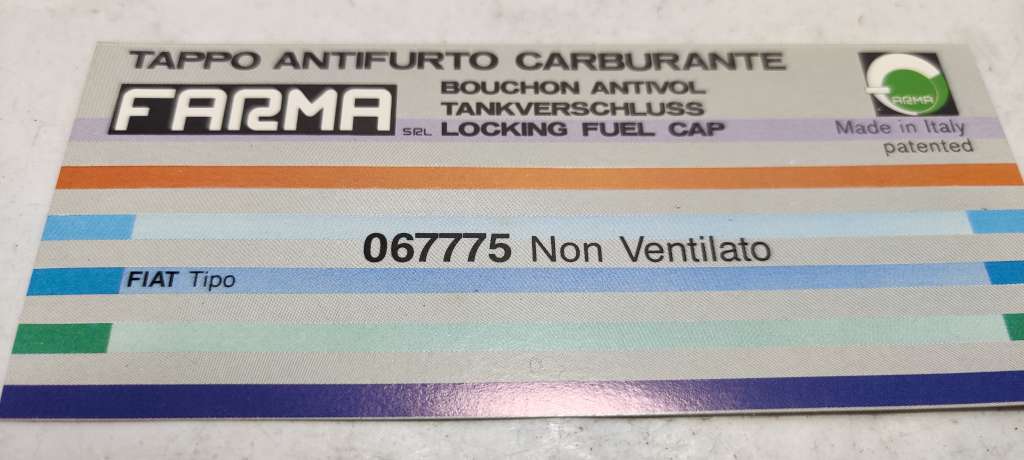 TAPPO ANTIFURTO CARBURANTE
FARMA SRL
BOUCHON ANTIVOL
TANKVERSCHLUSS
LOCKING FUEL CAP
ARMA
Made in Italy
patented
067775 Non Ventilato
FIAT Tipo